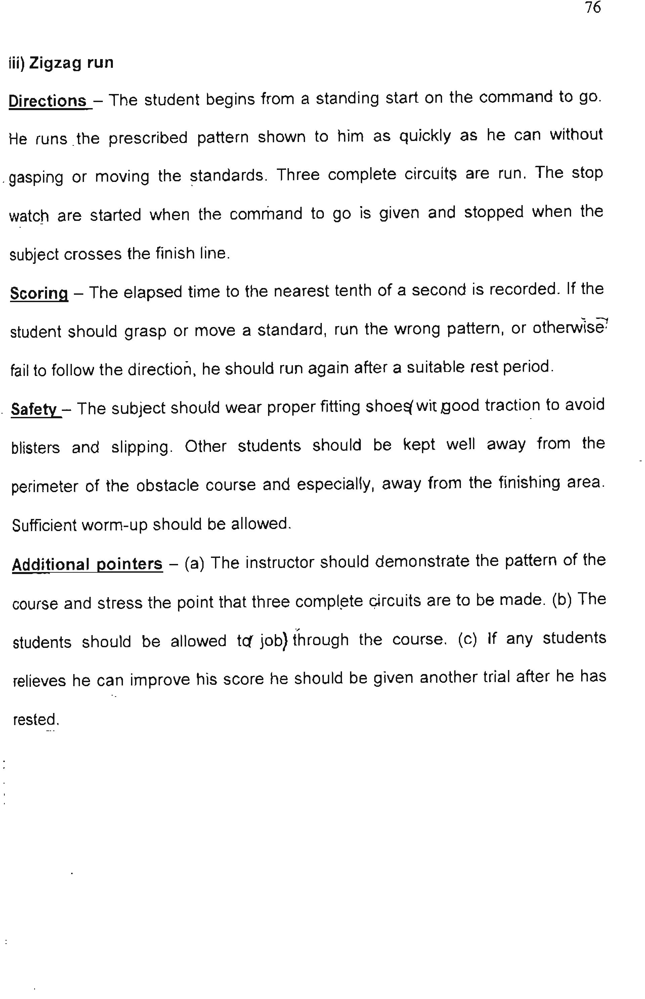 76
iii) Zigzag run
Directions – The student begins from a standing start on the command to go.
He runs the prescribed pattern shown to him as quickly as he can without
gasping or moving the standards. Three complete circuits are run. The stop
watch are started when the command to go is given and stopped when the
subject crosses the finish line.
Scoring – The elapsed time to the nearest tenth of a second is recorded. If the
student should grasp or move a standard, run the wrong pattern, or otherwise
fail to follow the direction, he should run again after a suitable rest period.
Safety – The subject should wear proper fitting shoes wit good traction to avoid
blisters and slipping. Other students should be kept well away from the
perimeter of the obstacle course and especially, away from the finishing area.
Sufficient worm-up should be allowed.
Additional pointers – (a) The instructor should demonstrate the pattern of the
course and stress the point that three complete circuits are to be made. (b) The
students should be allowed to job through the course. (c) If any students
relieves he can improve his score he should be given another trial after he has
rested.